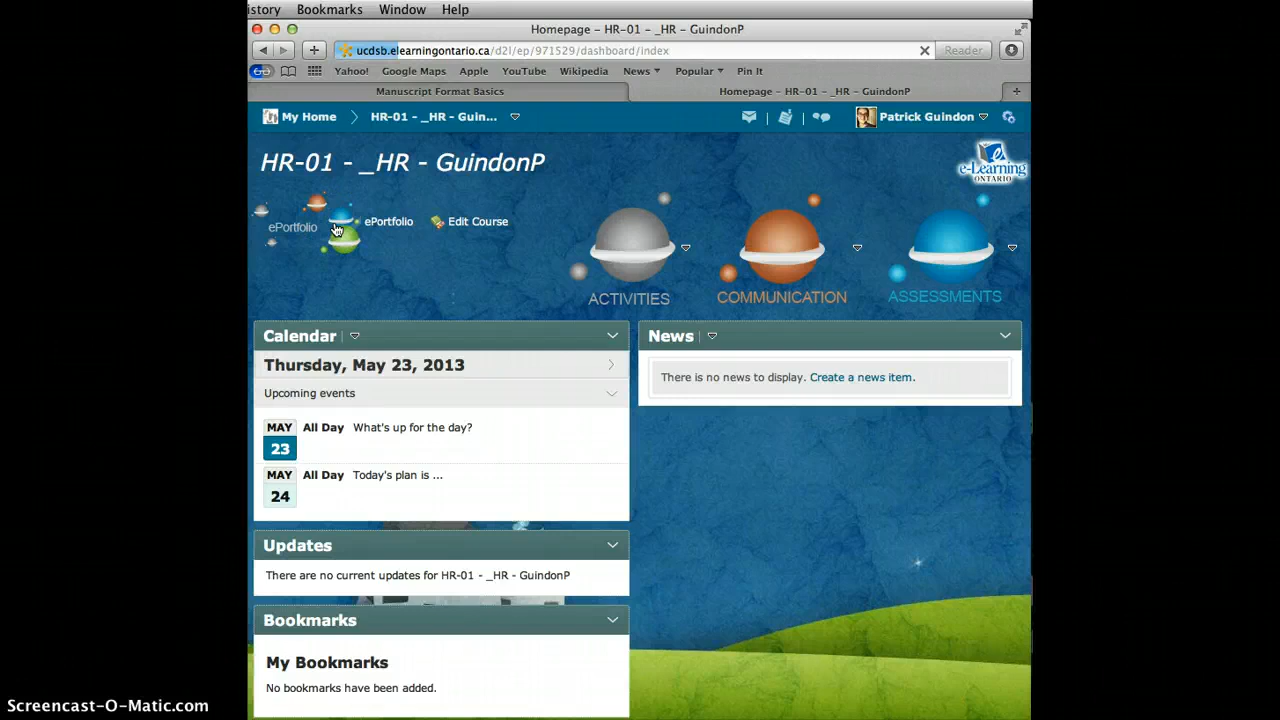 istory Bookmarks Window Help
Homepage - HR-01 - _HR - GuindonP
ucdsb.elearningontario.ca/d2l/ep/971529/dashboard/index Reader
Yahoo! Google Maps Apple YouTube Wikipedia News Popular Pin It
Manuscript Format Basics Homepage - HR-01 - _HR - GuindonP
My Home HR-01 - _HR - Guin... Patrick Guindon
HR-01 - _HR - GuindonP
e-Learning
ONTARIO
ePortfolio ePortfolio Edit Course
ACTIVITIES COMMUNICATION ASSESSMENTS
Calendar
Thursday, May 23, 2013
Upcoming events
MAY All Day What's up for the day?
23
MAY All Day Today's plan is ...
24
News
There is no news to display. Create a news item.
Updates
There are no current updates for HR-01 - _HR - GuindonP
Bookmarks
My Bookmarks
No bookmarks have been added.
Screencast-O-Matic.com